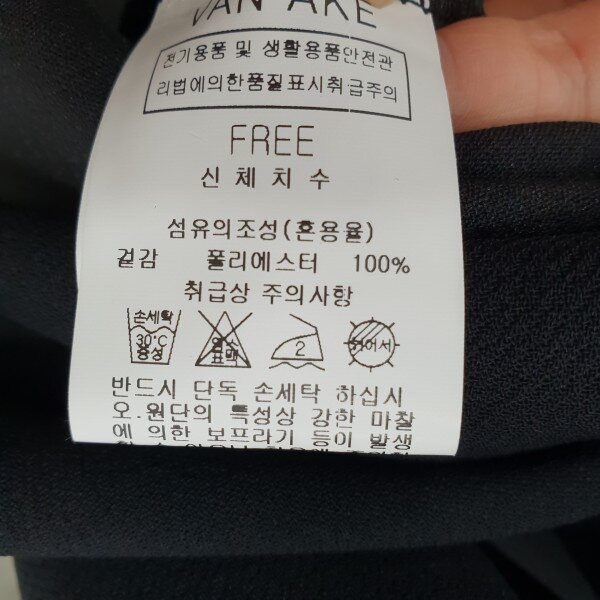 VAN AKE
전기용품 및 생활용품안전관
리법에의한품질표시취급주의
FREE
신체치수
섬유의조성(혼용율)
겉감 폴리에스터 100%
취급상 주의사항
손세탁
30℃
중성
염소
표백
2
반드시 단독 손세탁 하십시
오.원단의 특성상 강한 마찰
에 의한 보프라기 등이 발생